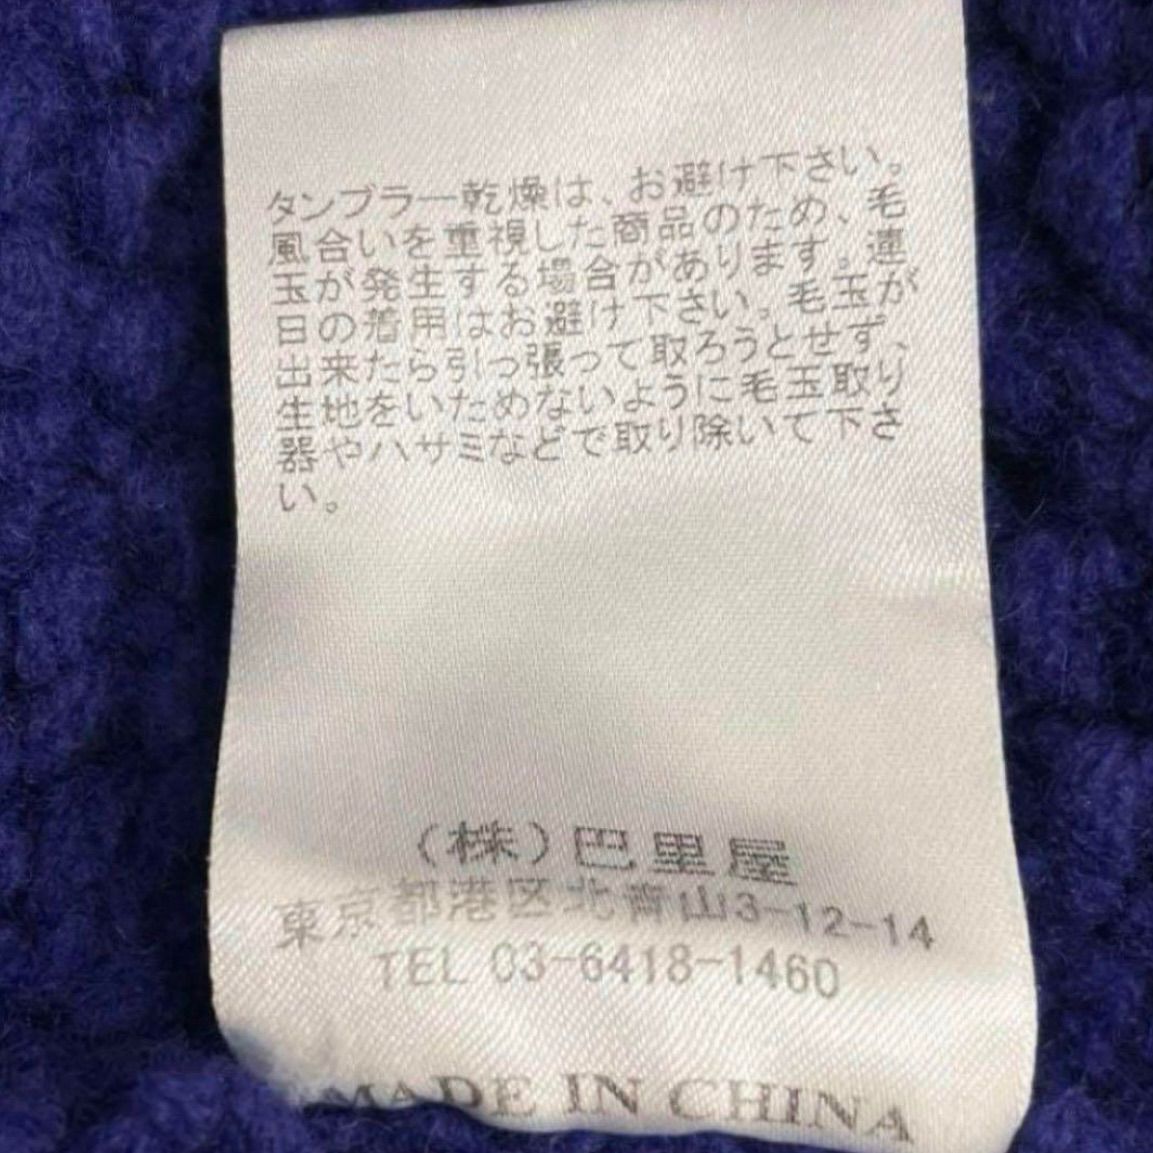 タンブラー乾燥は、お避け下さい。
風合いを重視した商品のため、毛
玉が発生する場合があります。連
日の着用はお避け下さい。毛玉が
出来たら引っ張って取ろうとせず、
生地をいためないように毛玉取り
器やハサミなどで取り除いて下さ
い。
(株)巴里屋
東京都港区北青山3-12-14
TEL 03-6418-1460
MADE IN CHINA